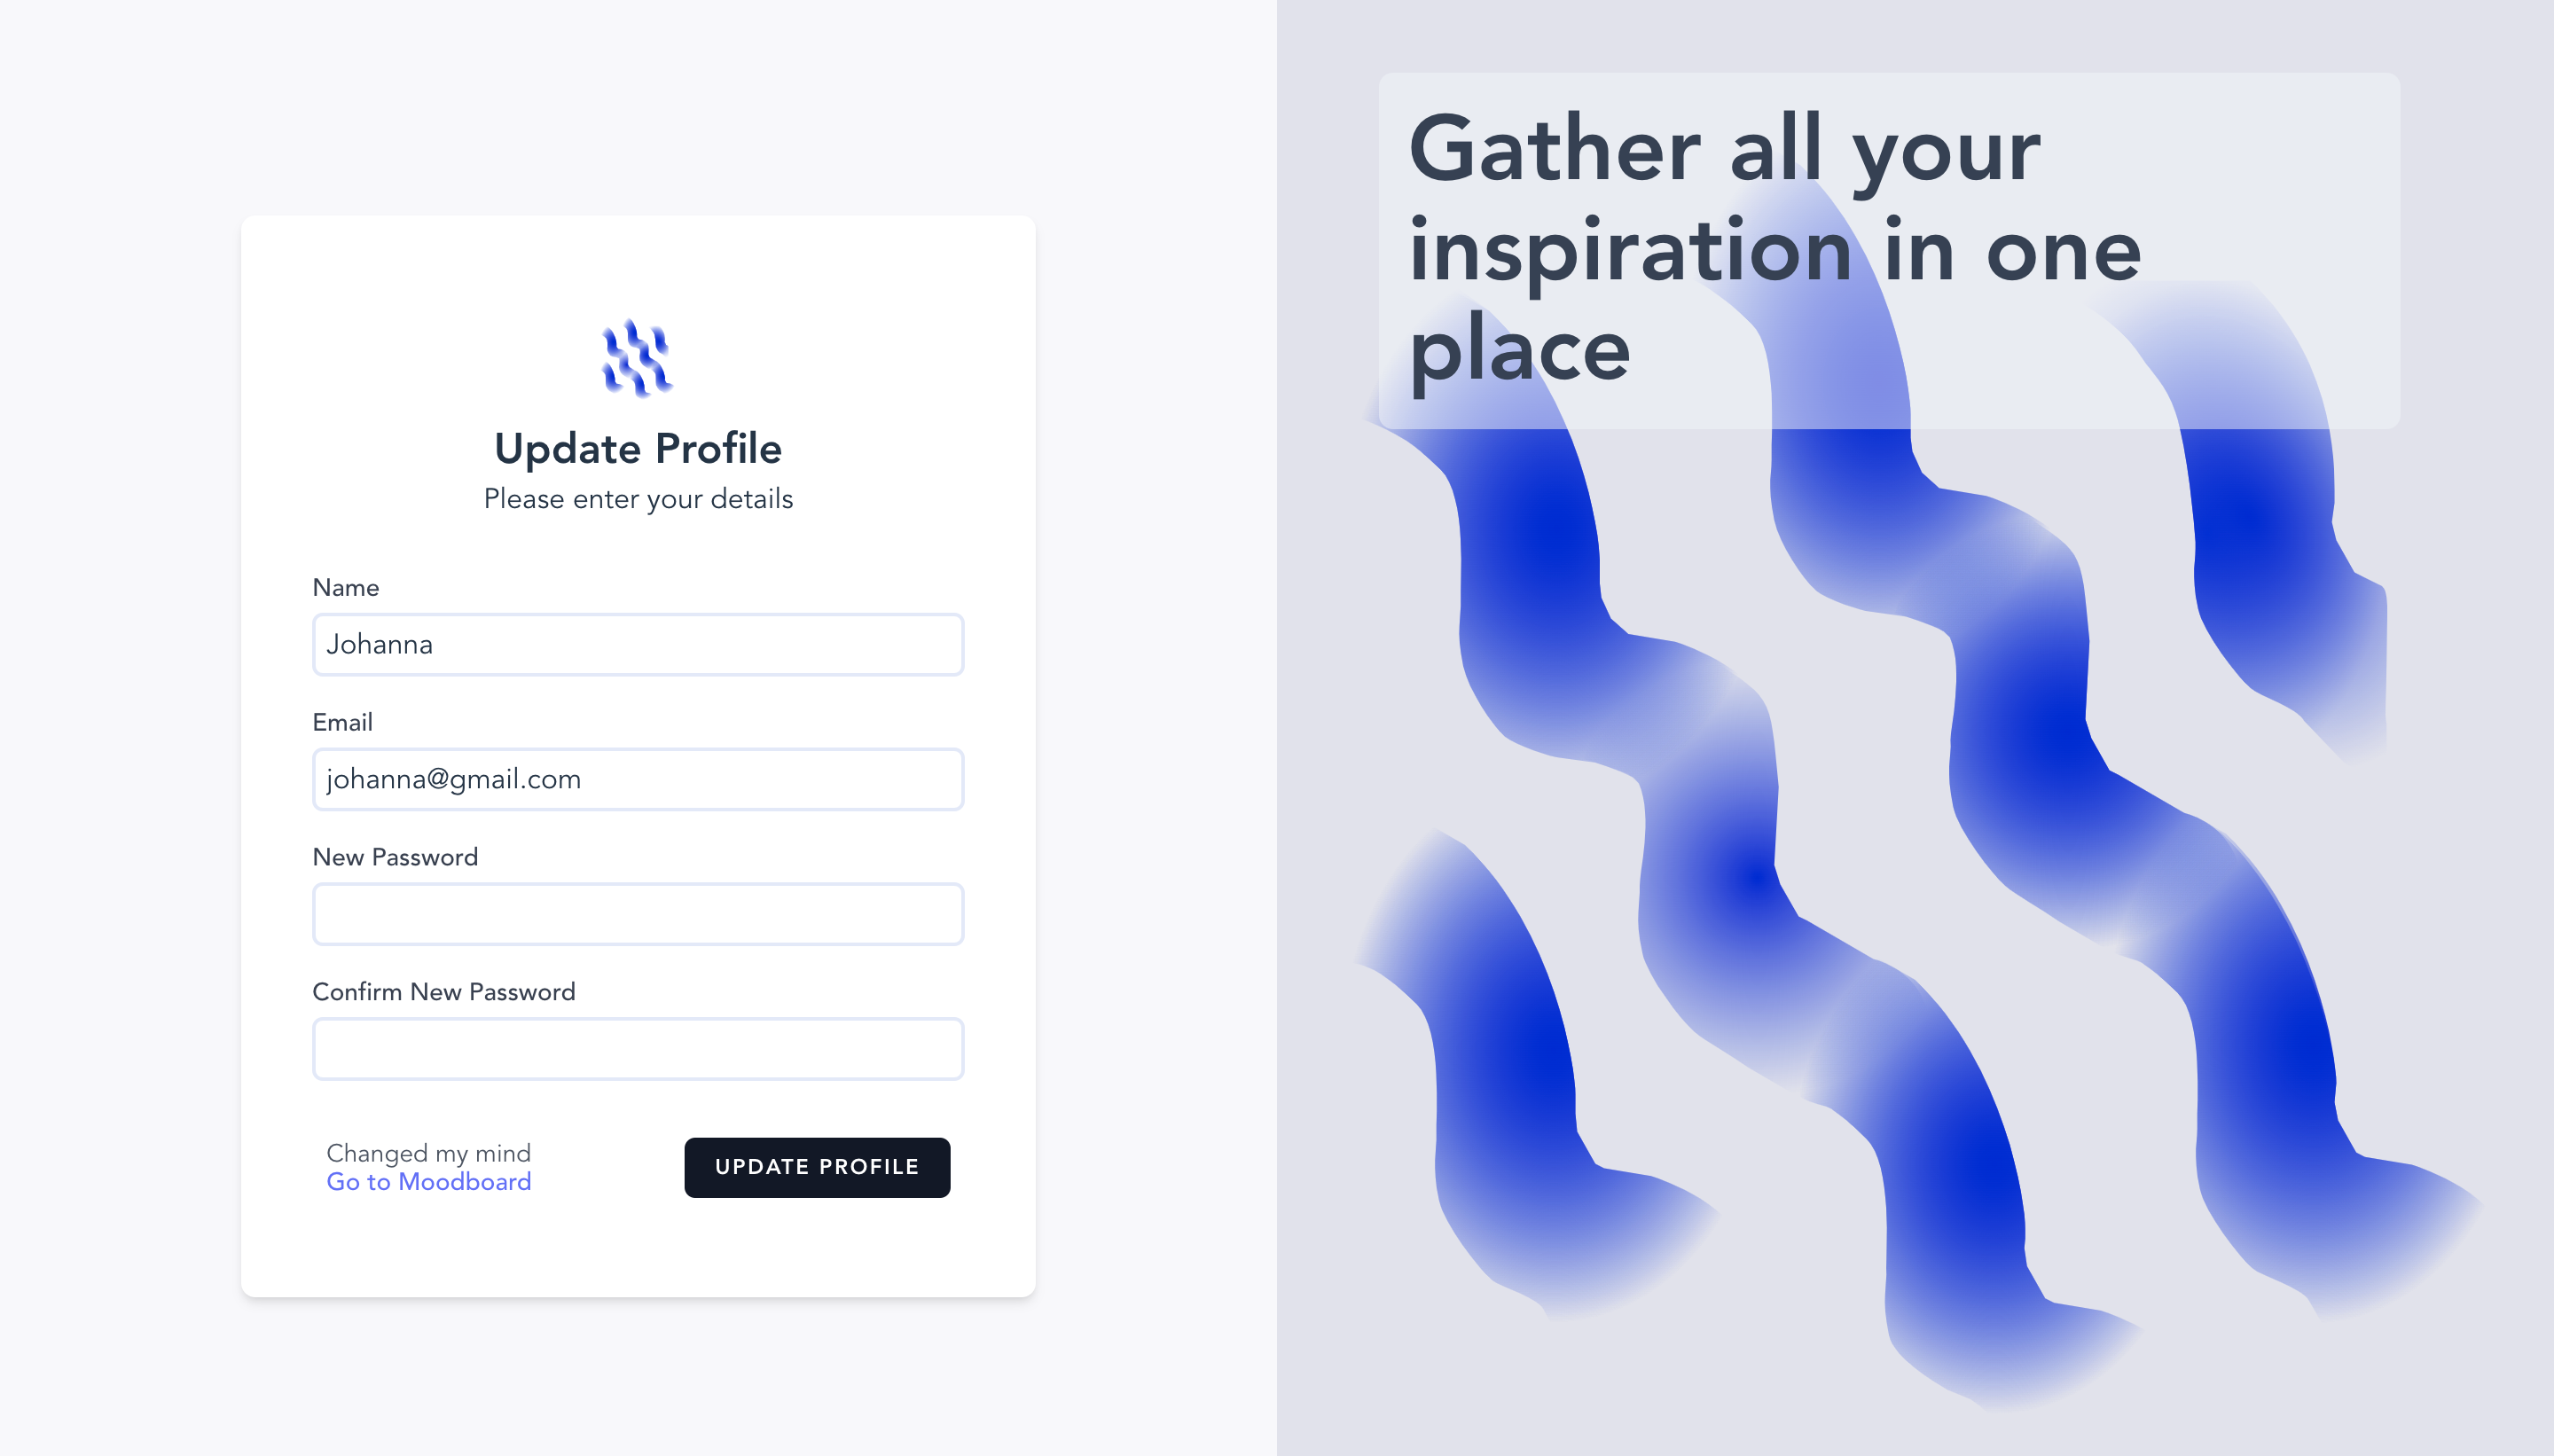 Update Profile
Please enter your details
Name
Johanna
Email
johanna@gmail.com
New Password
Confirm New Password
Changed my mind
Go to Moodboard
UPDATE PROFILE
Gather all your
inspiration in one
place